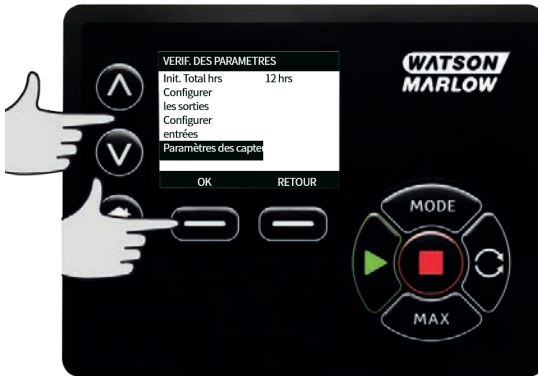 VERIF. DES PARAMETRES
Init. Total hrs 12 hrs
Configurer
les sorties
Configurer
entrées
Paramètres des capte
OK RETOUR
WATSON
MARLOW
MODE
MAX